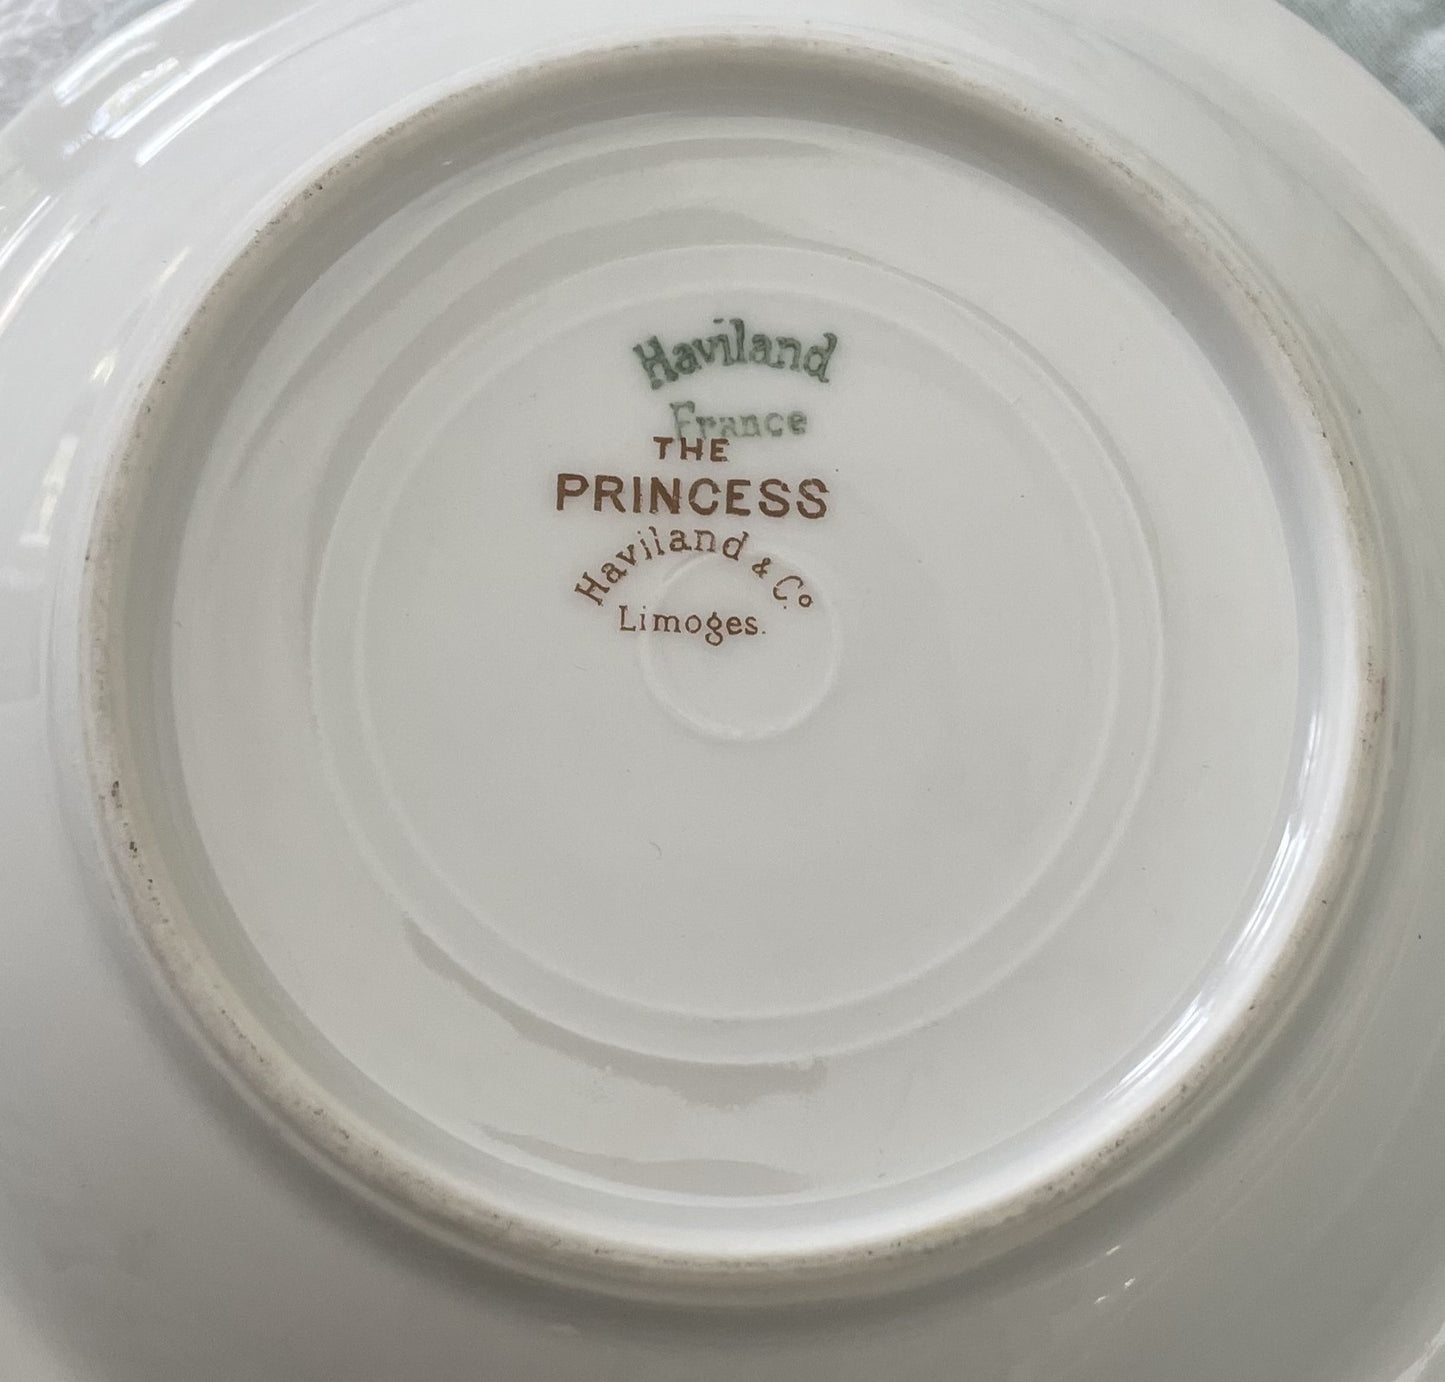 Haviland
France
THE
PRINCESS
Haviland & Co
Limoges.